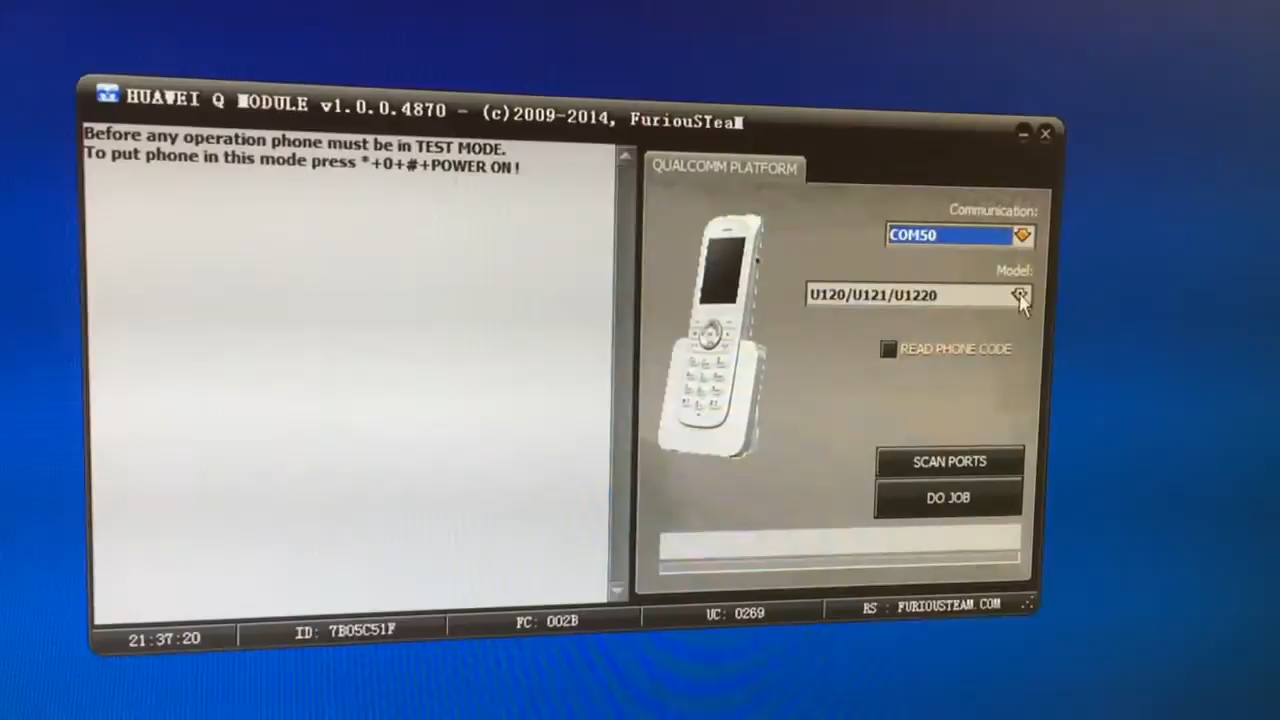 HUAWEI Q MODULE v1.0.0.4870 - (c)2009-2014, FuriouSTeaM
Before any operation phone must be in TEST MODE.
To put phone in this mode press *+0+#+POWER ON!
QUALCOMM PLATFORM
Communication:
COM50
Model:
U120/U121/U1220
READ PHONE CODE
SCAN PORTS
DO JOB
21:37:20
ID: 7B05C51F
FC: 002B
UC: 0269
RS : FURIOUSTEAM.COM